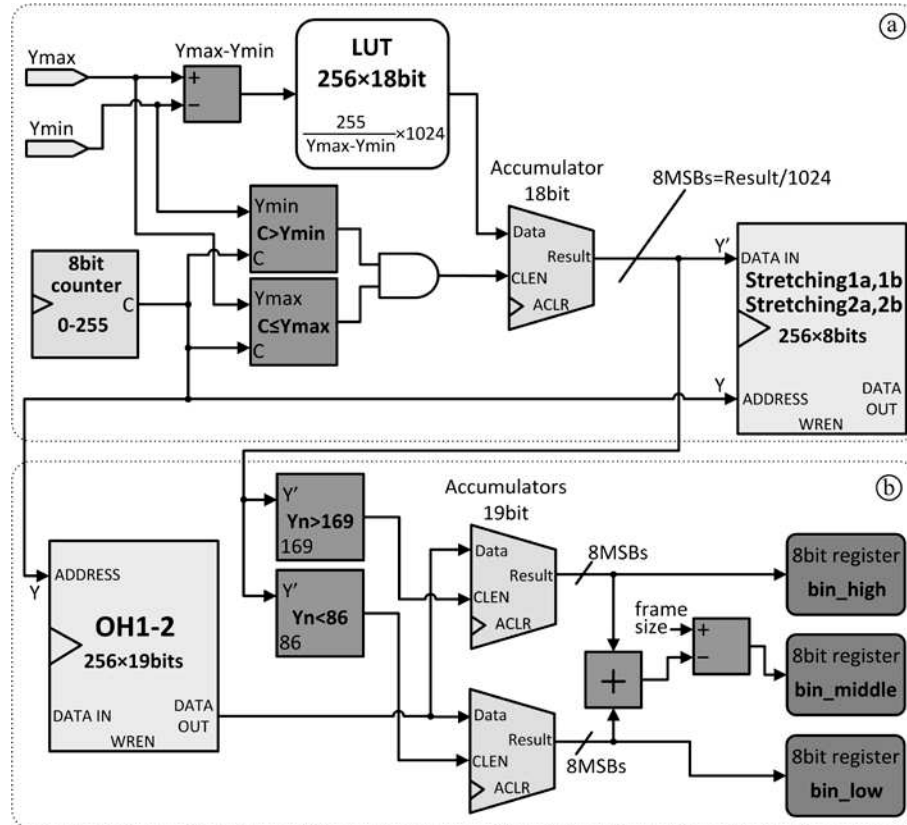 a
Ymax
Ymin
Ymax-Ymin
+
−
LUT
256×18bit
255
Ymax-Ymin
×1024
8bit
counter
0-255
C
Ymin
C>Ymin
C
Ymax
C≤Ymax
C
Accumulator
18bit
Data
Result
CLEN
ACLR
8MSBs=Result/1024
Y'
DATA IN
Stretching1a,1b
Stretching2a,2b
256×8bits
Y
ADDRESS
DATA
OUT
WREN
b
Y'
Yn>169
169
Y'
Yn<86
86
Accumulators
19bit
Data
Result
CLEN
ACLR
8MSBs
8bit register
bin_high
ADDRESS
Y
OH1-2
256×19bits
DATA IN
DATA
OUT
WREN
frame
size
+
−
+
8bit register
bin_middle
Data
Result
CLEN
ACLR
8MSBs
8bit register
bin_low